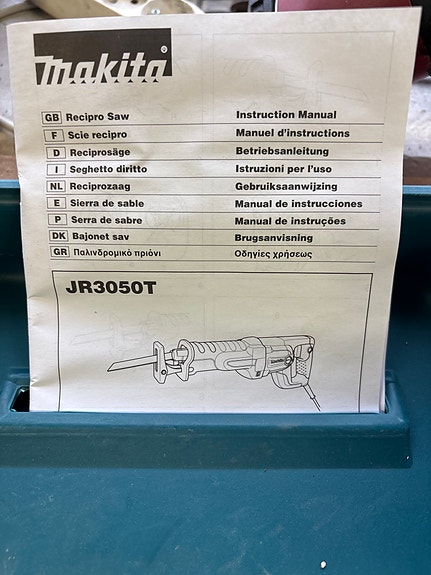 makita®
GB Recipro Saw Instruction Manual
F Scie recipro Manuel d'instructions
D Reciprosäge Betriebsanleitung
I Seghetto diritto Istruzioni per l'uso
NL Reciprozaag Gebruiksaanwijzing
E Sierra de sable Manual de instrucciones
P Serra de sabre Manual de instruções
DK Bajonet sav Brugsanvisning
GR Παλινδρομικό πριόνι Οδηγίες χρήσεως
JR3050T